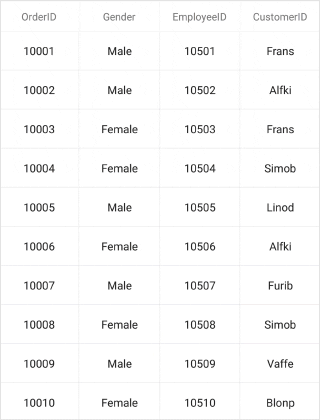 OrderID Gender EmployeeID CustomerID
10001 Male 10501 Frans
10002 Male 10502 Alfki
10003 Female 10503 Frans
10004 Female 10504 Simob
10005 Male 10505 Linod
10006 Female 10506 Alfki
10007 Male 10507 Furib
10008 Female 10508 Simob
10009 Male 10509 Vaffe
10010 Female 10510 Blonp